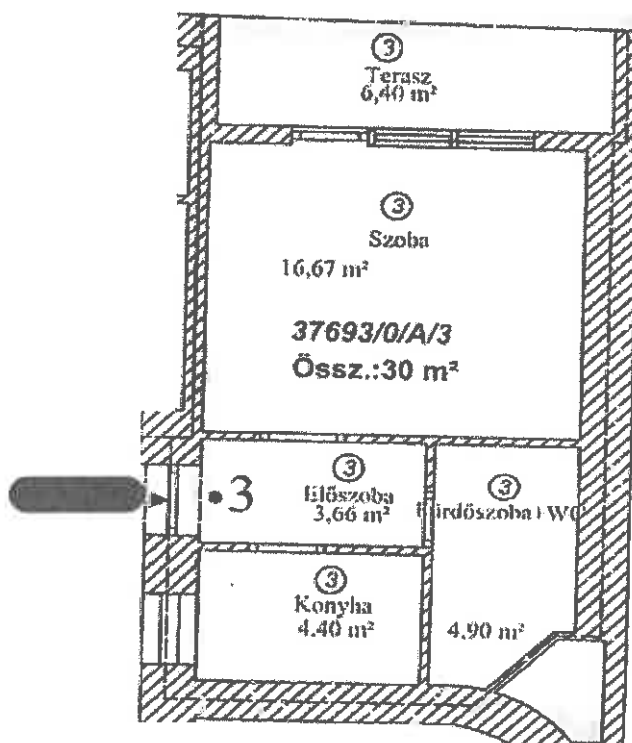 3
Terasz
6,40 m²
3
Szoba
16,67 m²
37693/0/A/3
Össz.:30 m²
3
Előszoba
3,66 m²
•3
3
Fürdőszoba+WC
3
Konyha
4.40 m²
4.90 m²